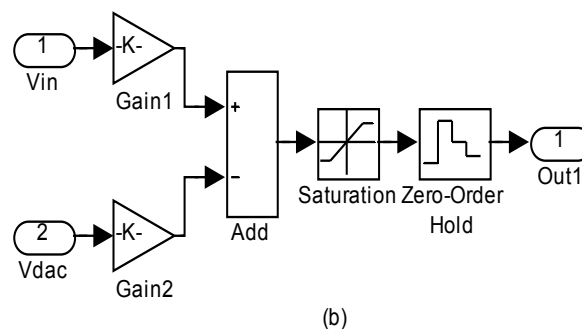 1
-K-
Vin
Gain1
+
−
Add
Saturation
Zero-Order
Hold
1
Out1
2
-K-
Vdac
Gain2
(b)